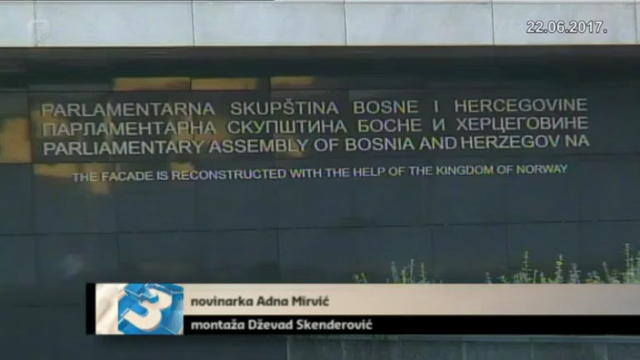 22.06.2017.
PARLAMENTARNA SKUPŠTINA BOSNE I HERCEGOVINE
ПАРЛАМЕНТАРНА СКУПШТИНА БОСНЕ И ХЕРЦЕГОВИНЕ
PARLIAMENTARY ASSEMBLY OF BOSNIA AND HERZEGOV NA
THE FACADE IS RECONSTRUCTED WITH THE HELP OF THE KINGDOM OF NORWAY
3
novinarka Adna Mirvić
montaža Dževad Skenderović